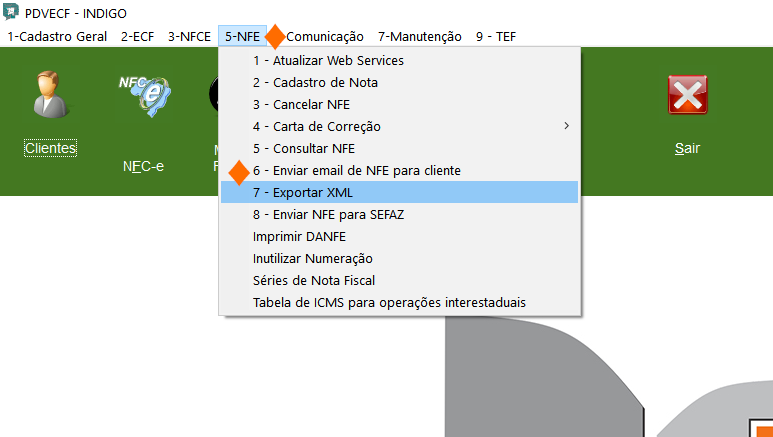 PDVECF - INDIGO
1-Cadastro Geral 2-ECF 3-NFCE 5-NFE Comunicação 7-Manutenção 9 - TEF
1 - Atualizar Web Services
2 - Cadastro de Nota
3 - Cancelar NFE
4 - Carta de Correção
5 - Consultar NFE
6 - Enviar email de NFE para cliente
7 - Exportar XML
8 - Enviar NFE para SEFAZ
Imprimir DANFE
Inutilizar Numeração
Séries de Nota Fiscal
Tabela de ICMS para operações interestaduais
NFC
e
Clientes
NFC-e
Sair